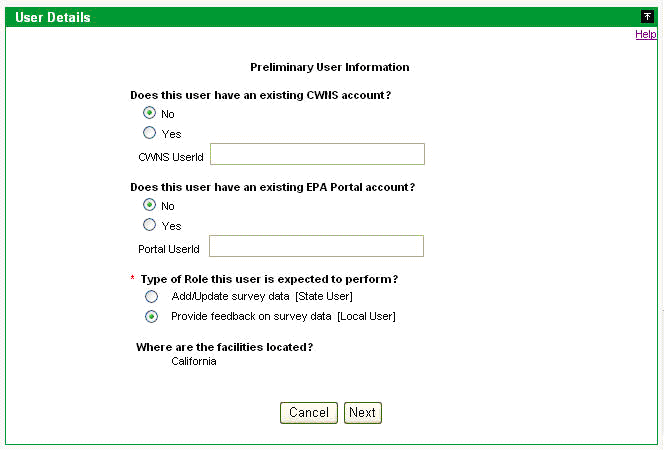 User Details
Help
Preliminary User Information
Does this user have an existing CWNS account?
No
Yes
CWNS UserId
Does this user have an existing EPA Portal account?
No
Yes
Portal UserId
* Type of Role this user is expected to perform?
Add/Update survey data [State User]
Provide feedback on survey data [Local User]
Where are the facilities located?
California
Cancel Next